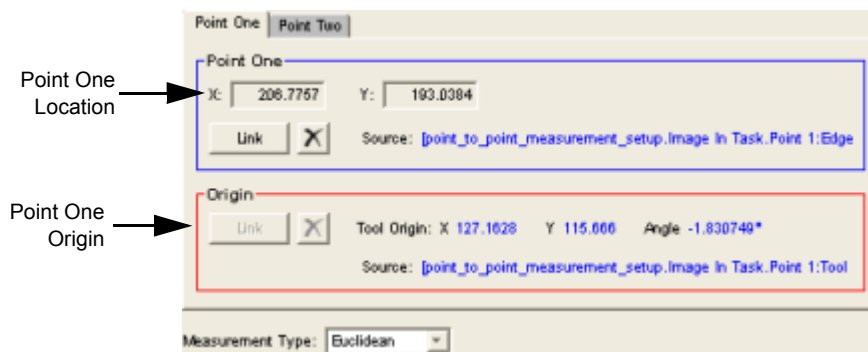 Point One Point Two
Point One
Point One Location
X: 206.7757 Y: 193.0384
Link Source: [point_to_point_measurement_setup.Image In Task.Point 1:Edge
Origin
Point One Origin
Link Tool Origin: X 127.1628 Y 115.666 Angle -1.830749°
Source: [point_to_point_measurement_setup.Image In Task.Point 1:Tool
Measurement Type: Euclidean